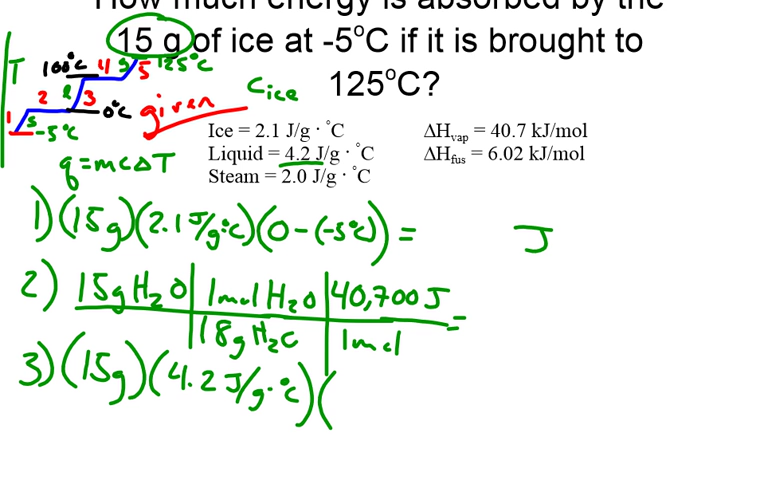 How much energy is absorbed by the
15 g of ice at -5°C if it is brought to
125°C?
T 100°C 4 g 5 125°C
2 l 3 0°C given
1 s -5°C
Cice
Ice = 2.1 J/g · °C
Liquid = 4.2 J/g · °C
Steam = 2.0 J/g · °C
ΔHvap = 40.7 kJ/mol
ΔHfus = 6.02 kJ/mol
q=mCΔT
1) (15g)(2.1 J/g·°C)(0-(-5°C)) = J
2) 15g H2O | 1mol H2O | 40,700 J =
18g H2O | 1mol
3) (15g)(4.2 J/g·°C)(